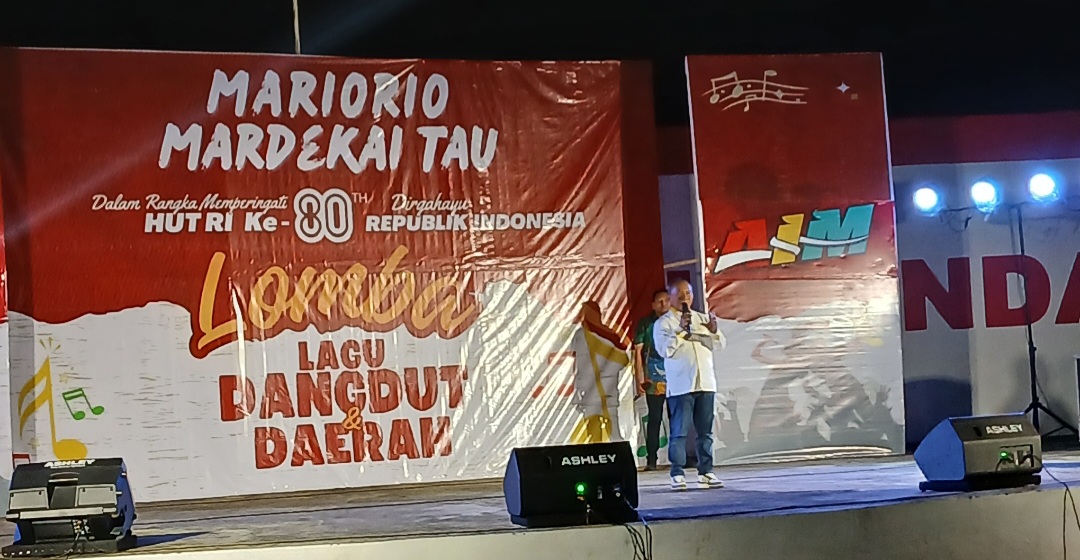 MARIORIO
MARDEKAI TAU
Dalam Rangka Memperingati
HUT RI Ke-
80TH
Dirgahayu
REPUBLIK INDONESIA
Lomba
LAGU
DANGDUT
&
DAERAH
AIM
NDA
ASHLEY
ASHLEY
ASHLEY